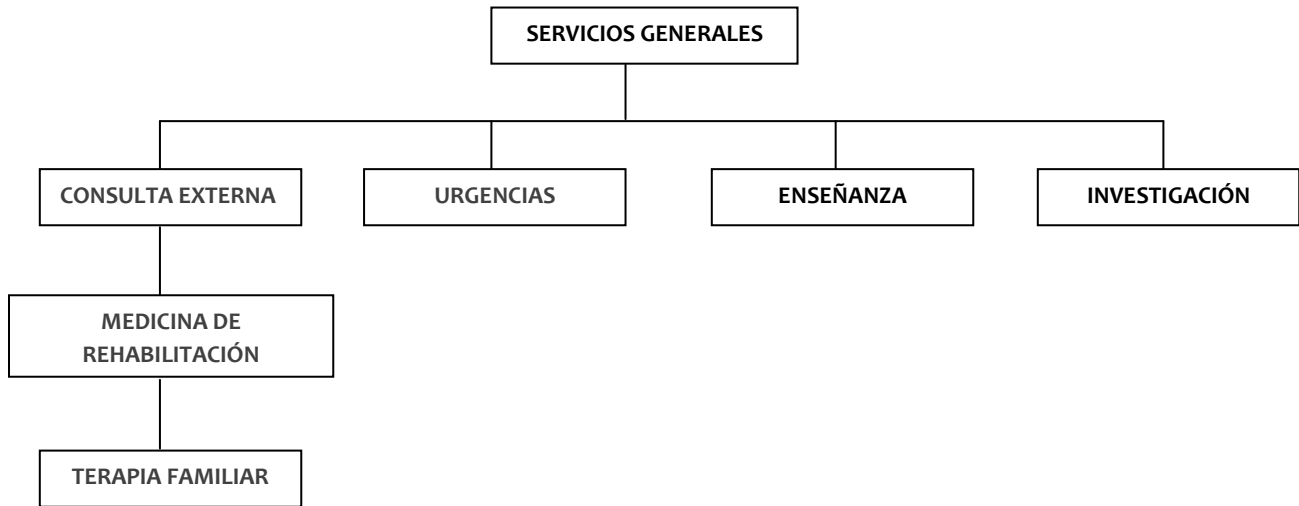 SERVICIOS GENERALES
CONSULTA EXTERNA
URGENCIAS
ENSEÑANZA
INVESTIGACIÓN
MEDICINA DE
REHABILITACIÓN
TERAPIA FAMILIAR